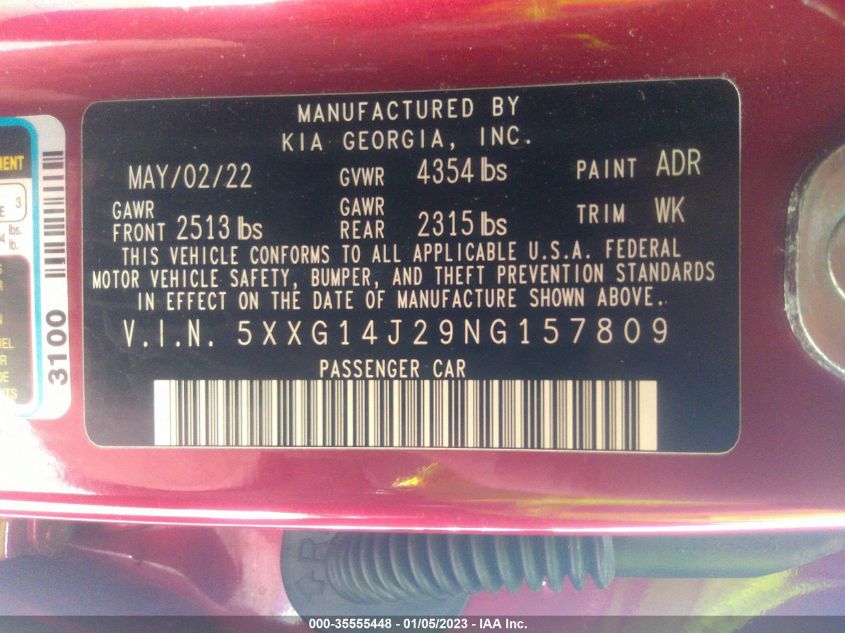 MANUFACTURED BY
KIA GEORGIA, INC.
MAY/02/22 GVWR 4354 lbs PAINT ADR
GAWR FRONT 2513 lbs GAWR REAR 2315 lbs TRIM WK
THIS VEHICLE CONFORMS TO ALL APPLICABLE U.S.A. FEDERAL
MOTOR VEHICLE SAFETY, BUMPER, AND THEFT PREVENTION STANDARDS
IN EFFECT ON THE DATE OF MANUFACTURE SHOWN ABOVE.
V.I.N. 5XXG14J29NG157809
PASSENGER CAR
3
lbs.
lb.
3100
R
000-35555448 - 01/05/2023 - IAA Inc.